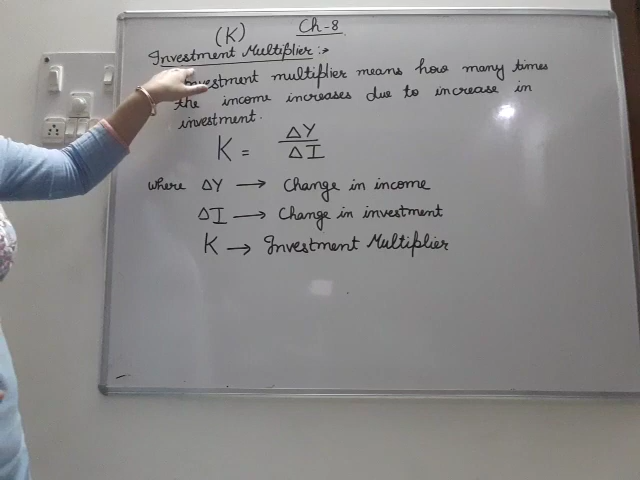 (K) Ch-8
Investment Multiplier :→
Investment multiplier means how many times
the income increases due to increase in
investment.
K = ΔY / ΔI
where ΔY → Change in income
ΔI → Change in investment
K → Investment Multiplier